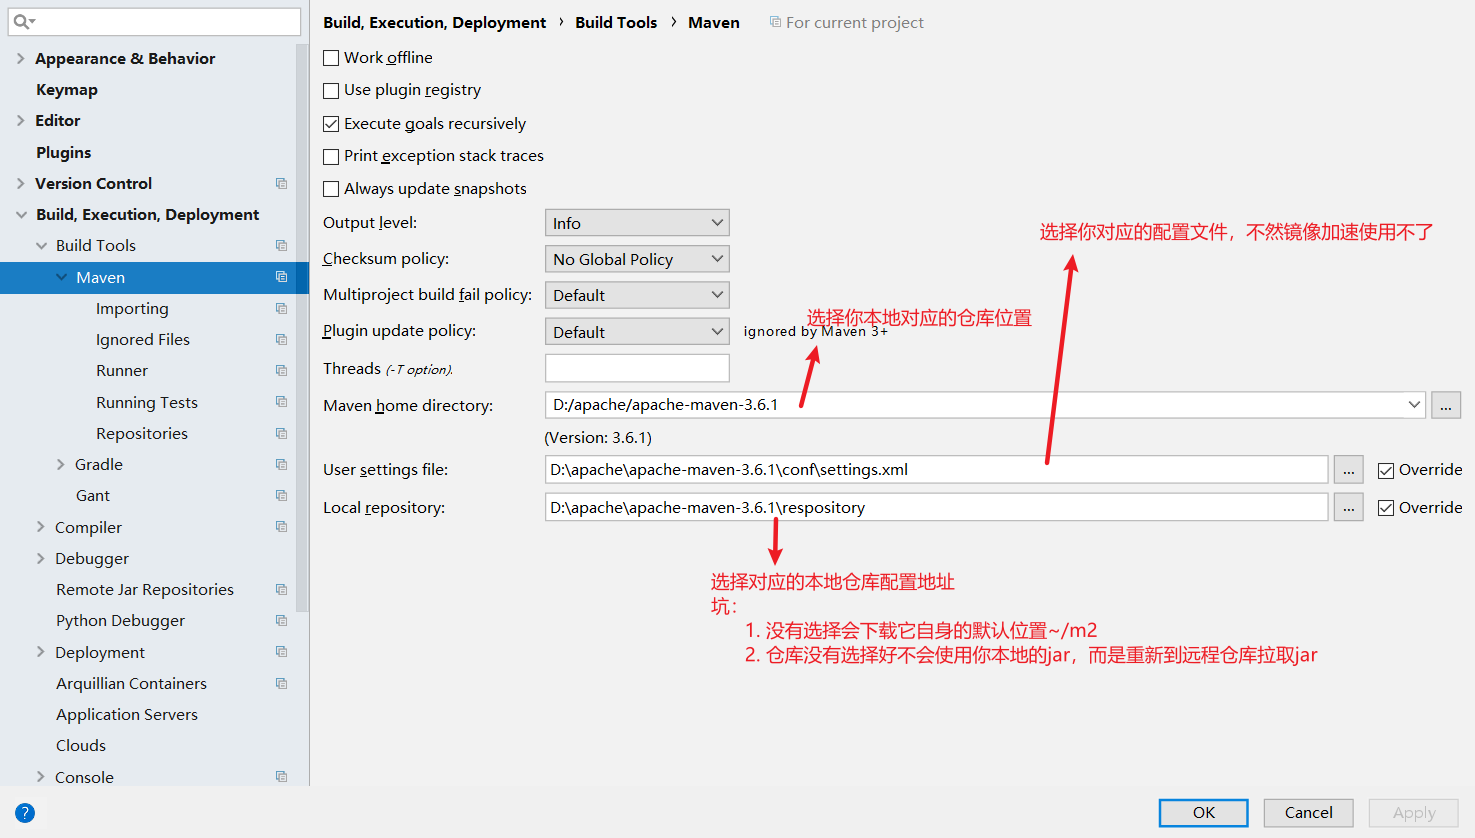 Build, Execution, Deployment › Build Tools › Maven For current project
Appearance & Behavior
Keymap
Editor
Plugins
Version Control
Build, Execution, Deployment
Build Tools
Maven
Importing
Ignored Files
Runner
Running Tests
Repositories
Gradle
Gant
Compiler
Debugger
Remote Jar Repositories
Python Debugger
Deployment
Arquillian Containers
Application Servers
Clouds
Console
Work offline
Use plugin registry
Execute goals recursively
Print exception stack traces
Always update snapshots
Output level: Info
选择你对应的配置文件，不然镜像加速使用不了
Checksum policy: No Global Policy
Multiproject build fail policy: Default
选择你本地对应的仓库位置
Plugin update policy: Default ignored by Maven 3+
Threads (-T option).
Maven home directory: D:/apache/apache-maven-3.6.1 ...
(Version: 3.6.1)
User settings file: D:\apache\apache-maven-3.6.1\conf\settings.xml ... Override
Local repository: D:\apache\apache-maven-3.6.1\respository ... Override
选择对应的本地仓库配置地址
坑：
1. 没有选择会下载它自身的默认位置~/m2
2. 仓库没有选择好不会使用你本地的jar，而是重新到远程仓库拉取jar
? OK Cancel Apply